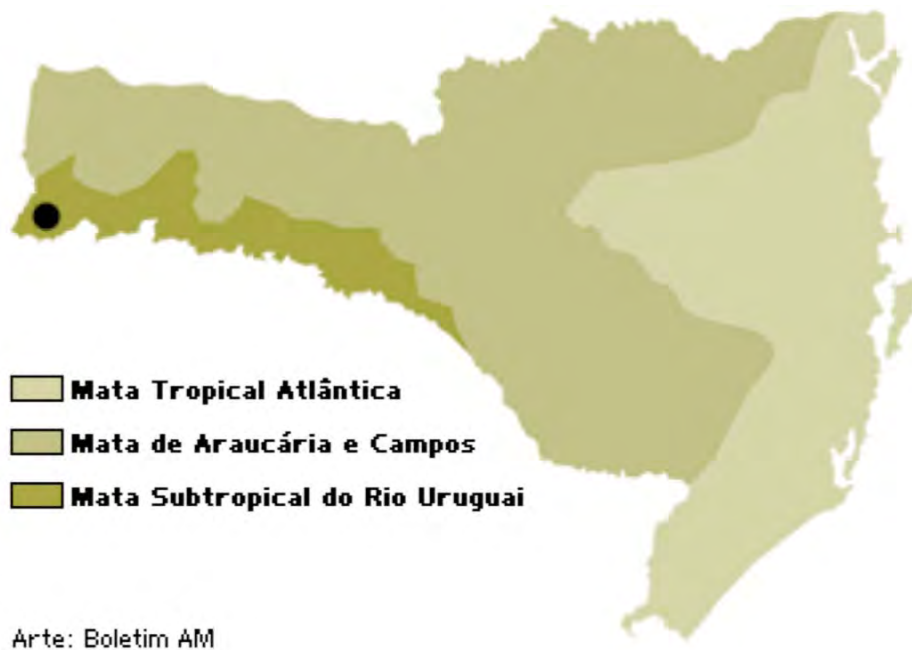 Mata Tropical Atlântica
Mata de Araucária e Campos
Mata Subtropical do Rio Uruguai
Arte: Boletim AM